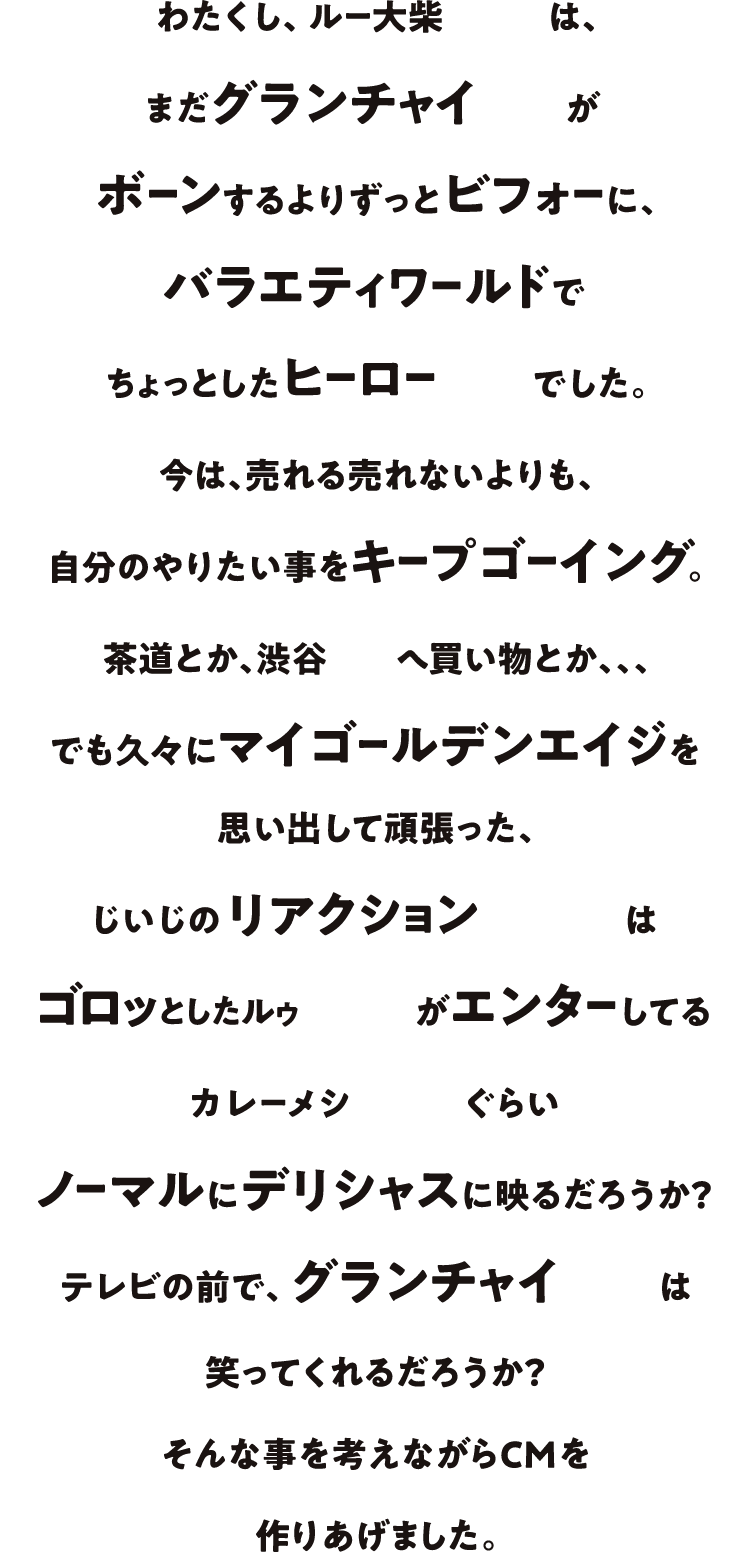 わたくし、ルー大柴 は、
まだグランチャイ が
ボーンするよりずっとビフォーに、
バラエティワールドで
ちょっとしたヒーロー でした。
今は、売れる売れないよりも、
自分のやりたい事をキープゴーイング。
茶道とか、渋谷 へ買い物とか、、、
でも久々にマイゴールデンエイジを
思い出して頑張った、
じいじのリアクション は
ゴロッとしたルゥ がエンターしてる
カレーメシ ぐらい
ノーマルにデリシャスに映るだろうか?
テレビの前で、グランチャイ は
笑ってくれるだろうか?
そんな事を考えながらCMを
作りあげました。